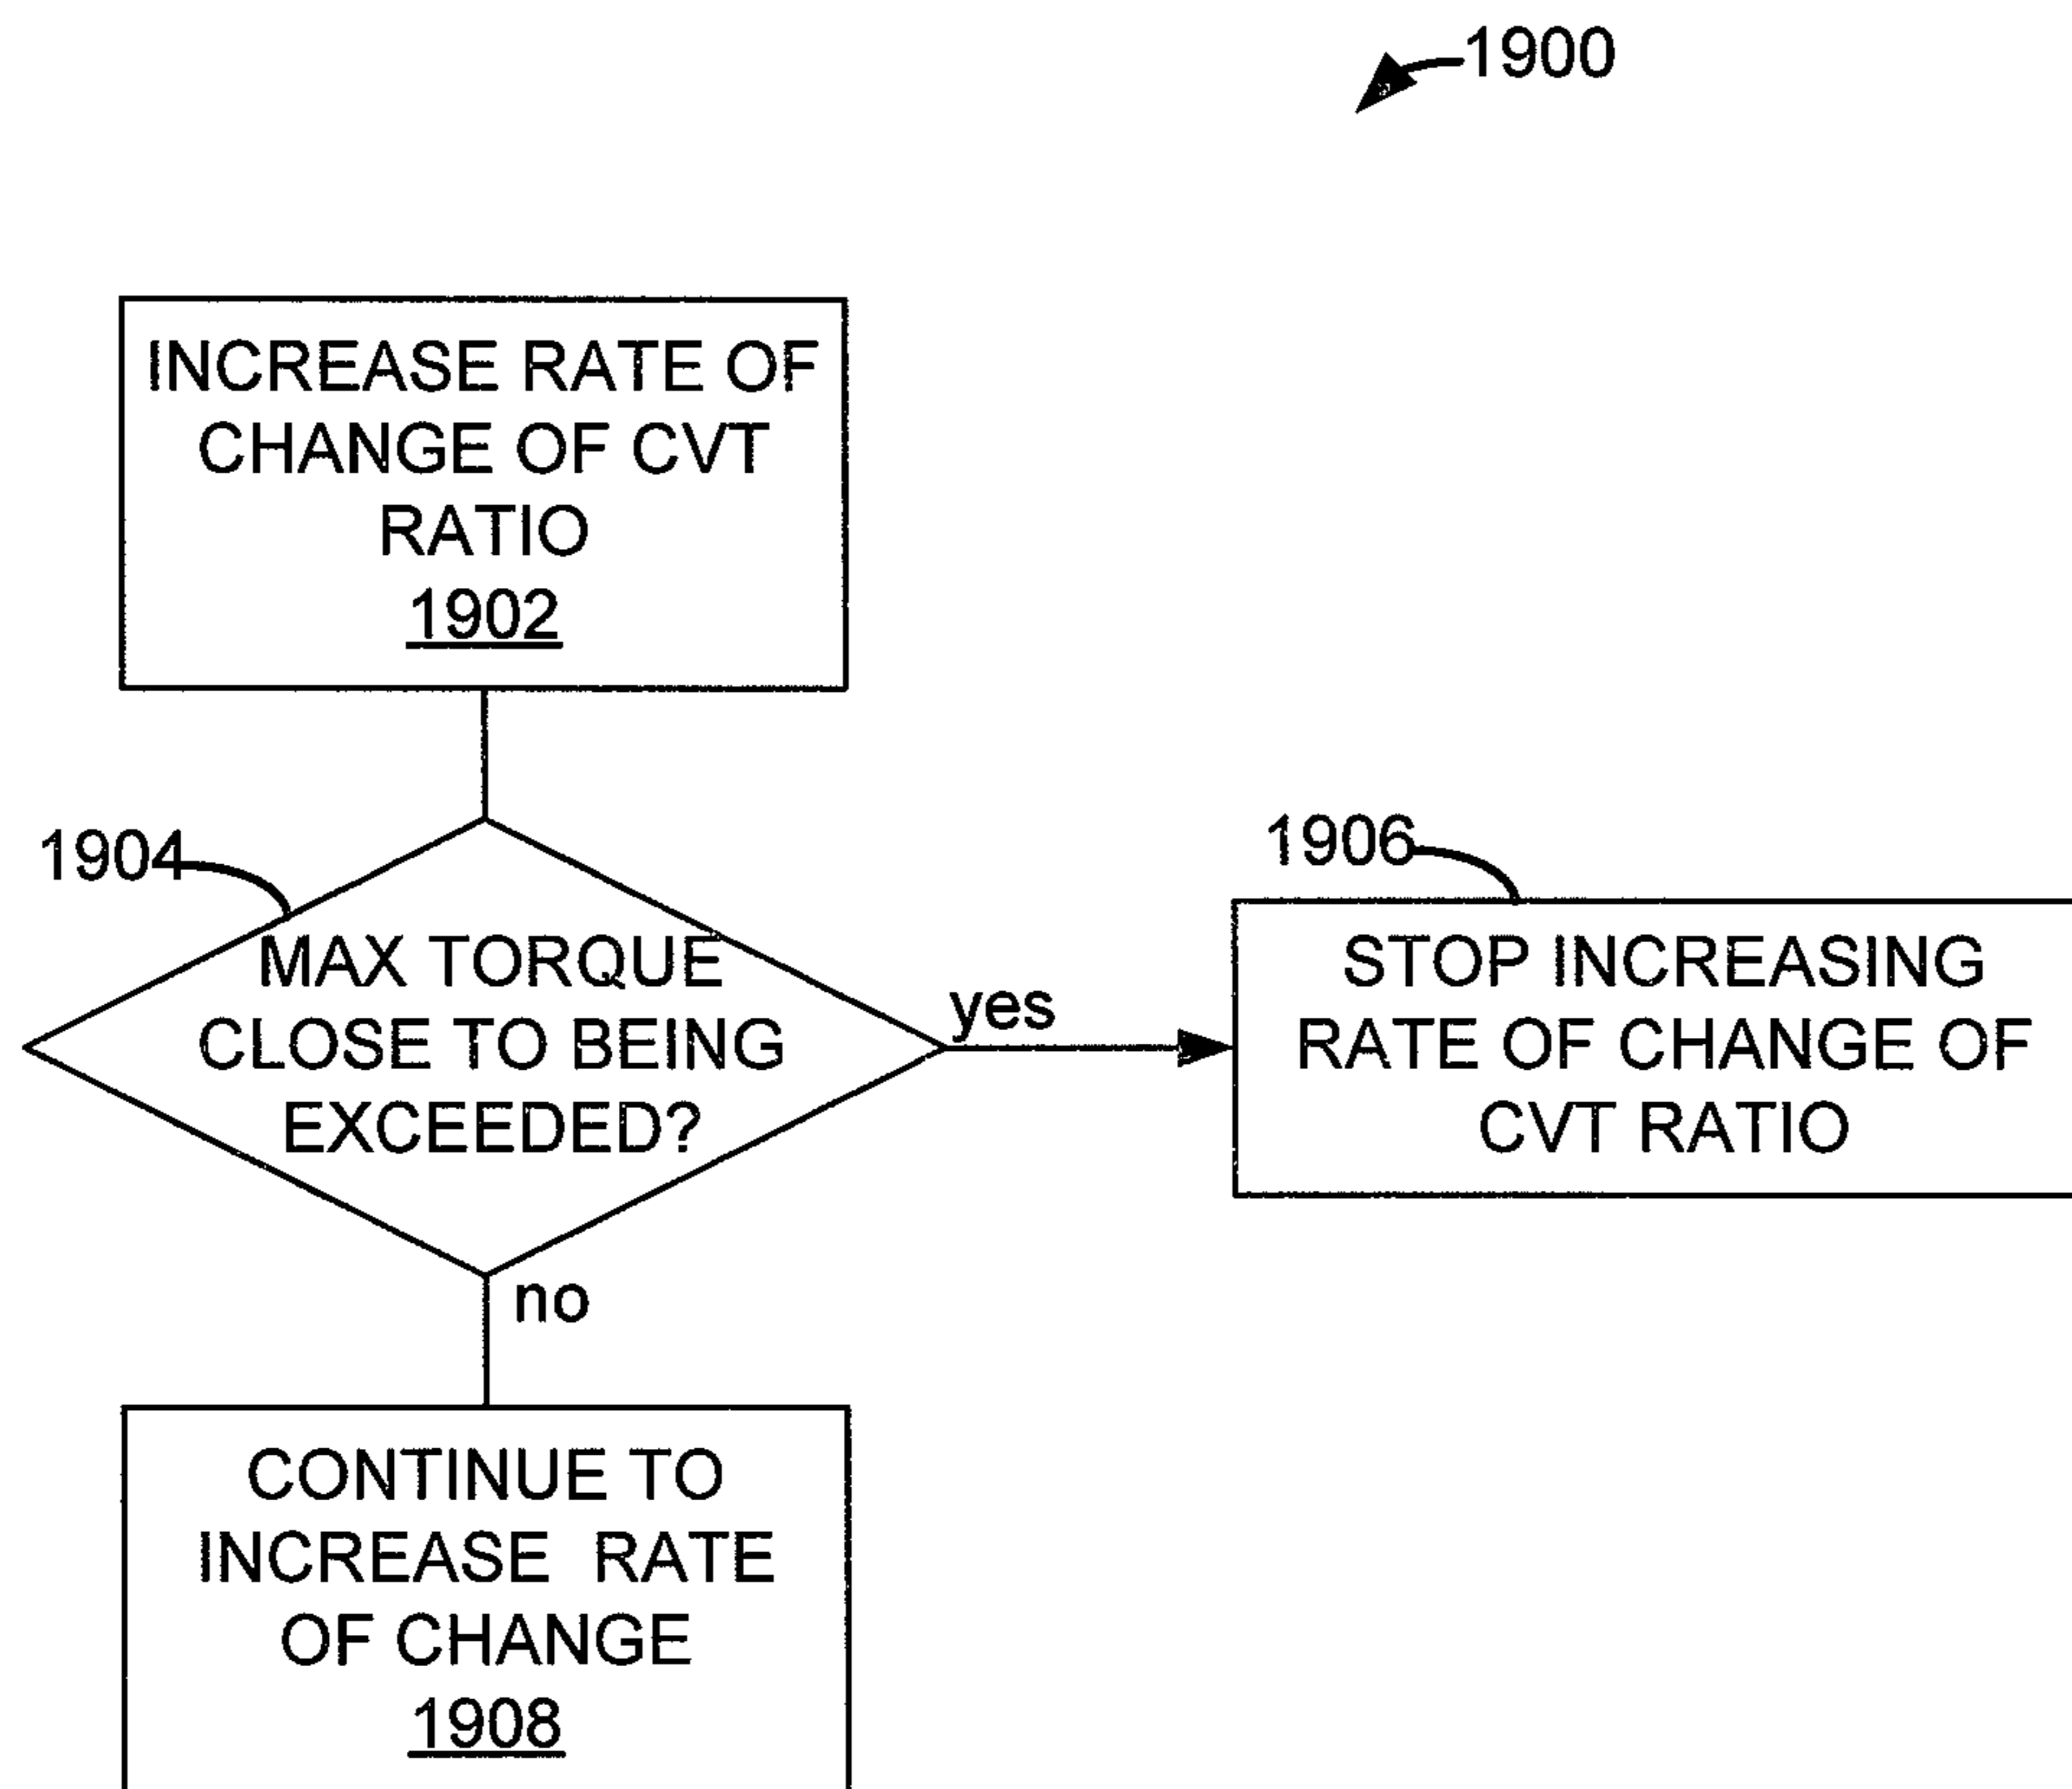 1900
INCREASE RATE OF
CHANGE OF CVT
RATIO
1902
1904
MAX TORQUE
CLOSE TO BEING
EXCEEDED?
yes
1906
STOP INCREASING
RATE OF CHANGE OF
CVT RATIO
no
CONTINUE TO
INCREASE RATE
OF CHANGE
1908